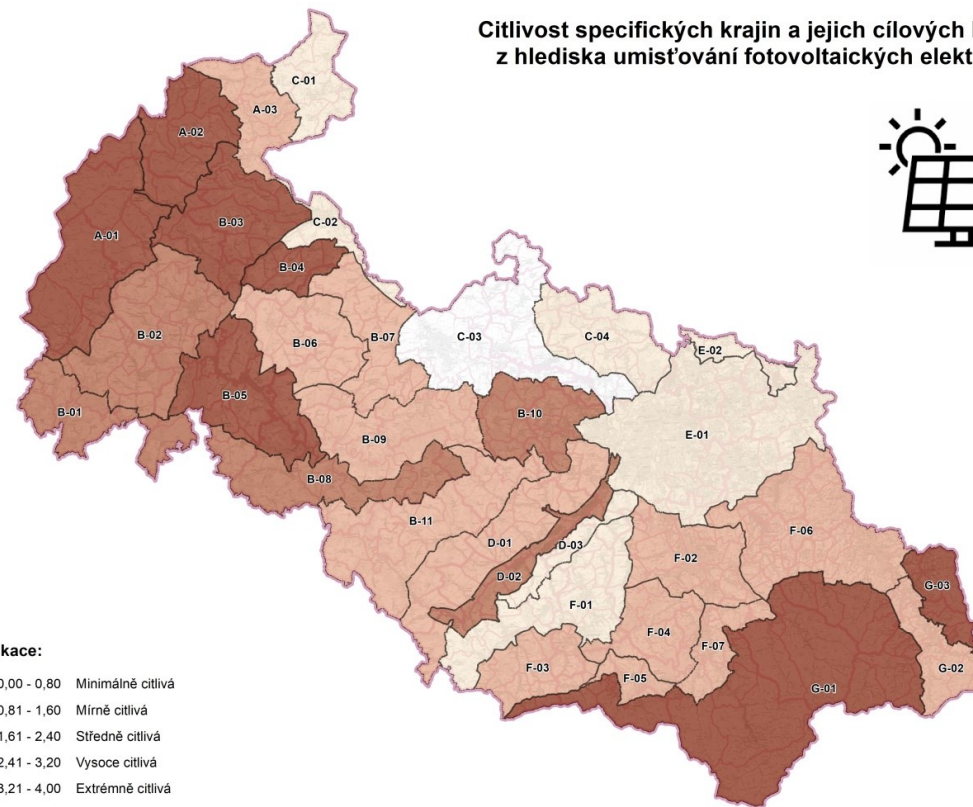 Citlivost specifických krajin a jejich cílových
z hlediska umisťování fotovoltaických
C-01
A-03
A-02
B-03
C-02
A-01
B-04
B-02
B-06
B-07
C-03
C-04
E-02
B-05
B-01
B-10
B-09
E-01
B-08
B-11
D-01
D-03
D-02
F-02
F-06
F-01
G-03
F-04
F-07
F-03
F-05
G-02
G-01
kace:
0,00 - 0,80 Minimálně citlivá
0,81 - 1,60 Mírně citlivá
1,61 - 2,40 Středně citlivá
2,41 - 3,20 Vysoce citlivá
3,21 - 4,00 Extrémně citlivá